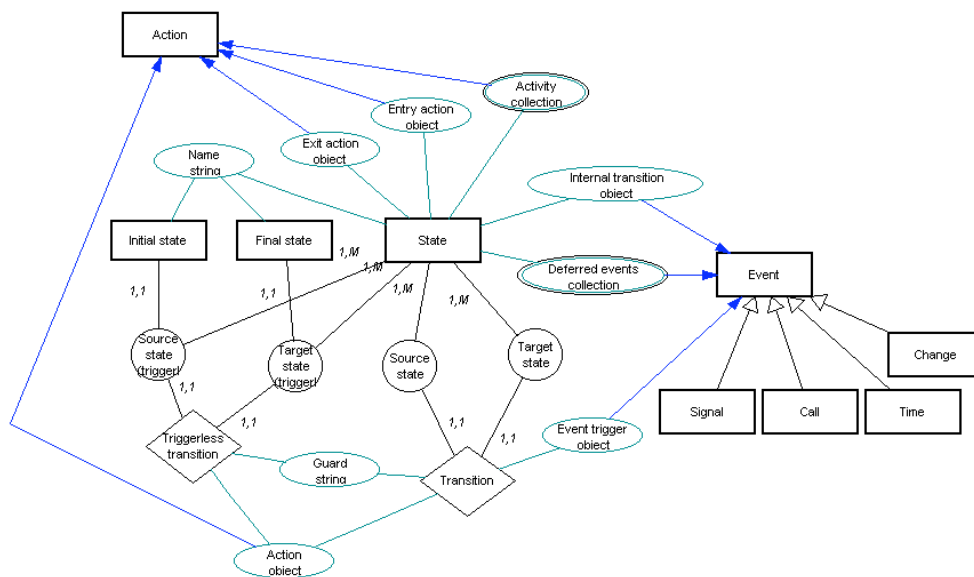 Action
Activity
collection
Entry action
object
Exit action
object
Name
string
Internal transition
object
Initial state
Final state
State
Deferred events
collection
Event
1,M
1,M
1,1
1,1
1,M
1,M
Source
state
(trigger
Target
state
(trigger
Source
state
Target
state
Change
1,1
1,1
Signal
Call
Time
1,1
1,1
Triggerless
transition
Event trigger
object
Guard
string
Transition
Action
object